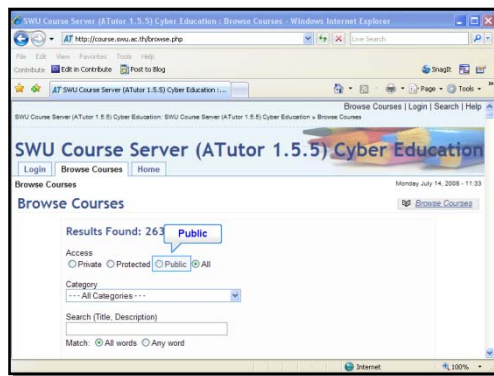 SWU Course Server (ATutor 1.5.5) Cyber Education : Browse Courses - Windows Internet Explorer
http://course.swu.ac.th/browse.php
Live Search
File Edit View Favorites Tools Help
Contribute Edit in Contribute Post to Blog
SnagIt
SWU Course Server (ATutor 1.5.5) Cyber Education :...
Page Tools
Browse Courses | Login | Search | Help
SWU Course Server (ATutor 1.5.5) Cyber Education: SWU Course Server (ATutor 1.5.5) Cyber Education » Browse Courses
SWU Course Server (ATutor 1.5.5) Cyber Education
Login Browse Courses Home
Browse Courses
Monday July 14, 2008 - 11:33
Browse Courses
Browse Courses
Results Found: 263
Public
Access
Private Protected Public All
Category
- - - All Categories - - -
Search (Title, Description)
Match: All words Any word
Internet
100%